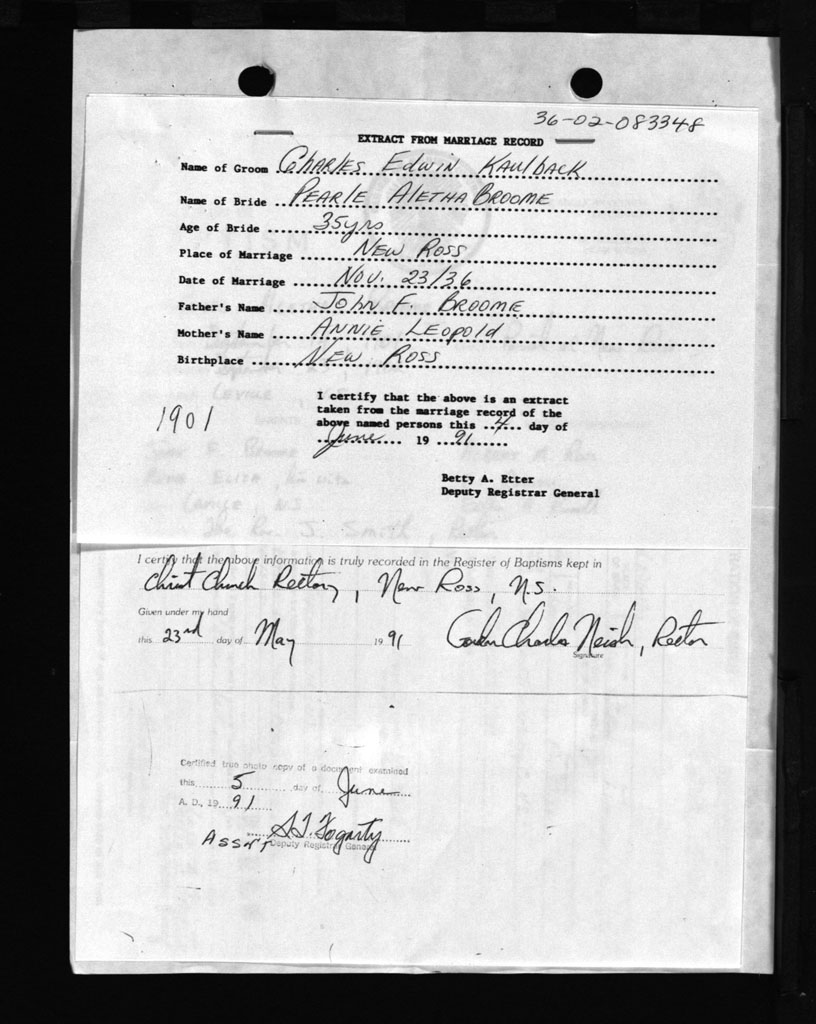 36-02-083348
EXTRACT FROM MARRIAGE RECORD
Name of Groom Charles Edwin Kaulback
Name of Bride Pearle Aletha Broome
Age of Bride 35yrs
Place of Marriage New Ross
Date of Marriage Nov. 23/36
Father's Name John F. Broome
Mother's Name Annie Leopold
Birthplace New Ross
I certify that the above is an extract
taken from the marriage record of the
above named persons this 4 day of
June 19 91
1901
Betty A. Etter
Deputy Registrar General
I certify that the above information is truly recorded in the Register of Baptisms kept in
Christ Church Rectory, New Ross, N.S.
Given under my hand
this 23rd day of May 1991 Gordon Charles Neish, Rector
Signature
Certified true photo copy of a document examined
this 5 day of June
A. D., 19 91
S.T. Fogarty
Ass'nt Deputy Registrar General